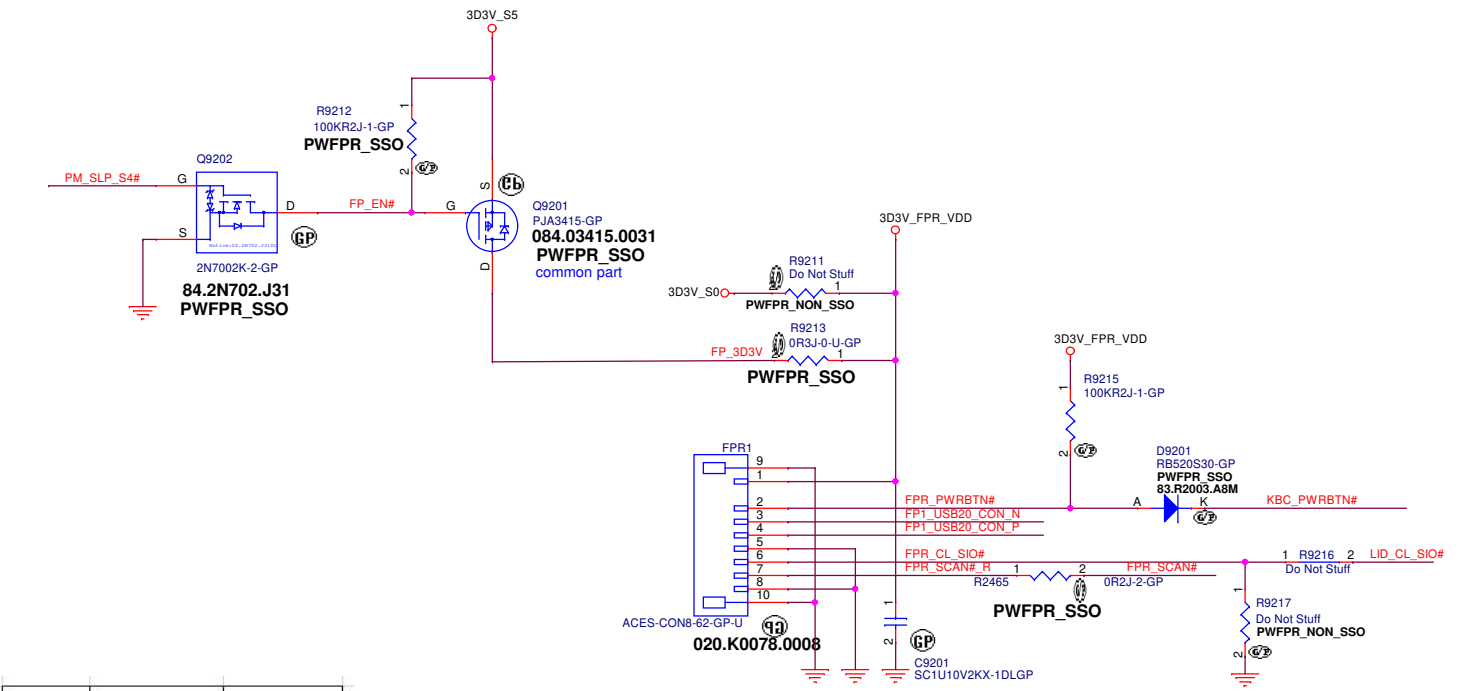 3D3V_S5
R9212
100KR2J-1-GP
PWFPR_SSO
1
2
G/P
Q9202
PM_SLP_S4#
G
D
S
FP_EN#
G
GP
2N7002K-2-GP
84.2N702.J31
PWFPR_SSO
S
D
Q9201
PJA3415-GP
084.03415.0031
PWFPR_SSO
common part
3D3V_FPR_VDD
R9211
Do Not Stuff
3D3V_S0
2
1
PWFPR_NON_SSO
R9213
0R3J-0-U-GP
FP_3D3V
2
1
PWFPR_SSO
3D3V_FPR_VDD
1
R9215
100KR2J-1-GP
2
G/P
D9201
RB520S30-GP
PWFPR_SSO
83.R2003.A8M
A
K
KBC_PWRBTN#
G/P
FPR1
9
1
2
FPR_PWRBTN#
3
FP1_USB20_CON_N
4
FP1_USB20_CON_P
5
6
FPR_CL_SIO#
7
FPR_SCAN#_R
8
10
1
2
FPR_SCAN#
R2465
0R2J-2-GP
PWFPR_SSO
1
R9216
2
LID_CL_SIO#
Do Not Stuff
1
R9217
Do Not Stuff
PWFPR_NON_SSO
2
G/P
ACES-CON8-62-GP-U
020.K0078.0008
1
2
GP
C9201
SC1U10V2KX-1DLGP